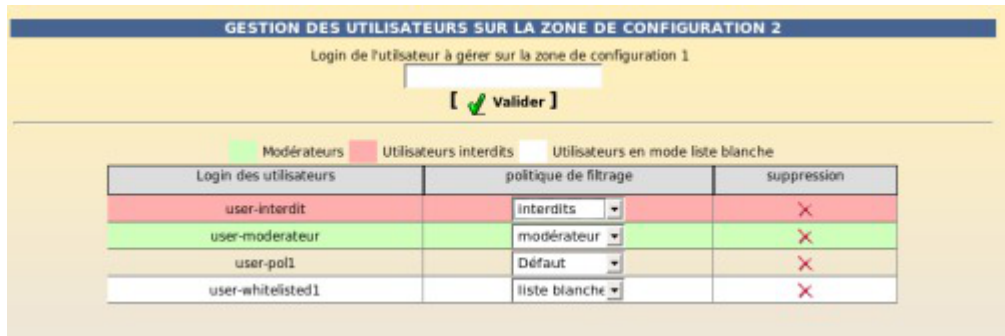 GESTION DES UTILISATEURS SUR LA ZONE DE CONFIGURATION 2
Login de l'utilisateur à gérer sur la zone de configuration 1
[ Valider ]
Modérateurs Utilisateurs interdits Utilisateurs en mode liste blanche
Login des utilisateurs politique de filtrage suppression
user-interdit interdits
user-moderateur modérateur
user-pol1 Défaut
user-whitelisted1 liste blanche